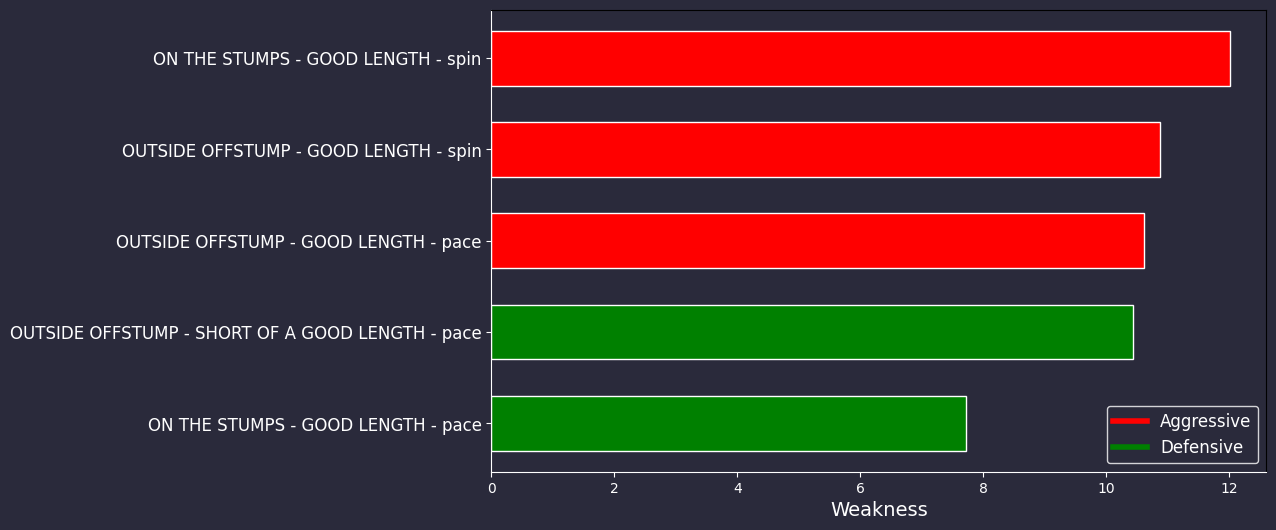 ON THE STUMPS - GOOD LENGTH - spin
OUTSIDE OFFSTUMP - GOOD LENGTH - spin
OUTSIDE OFFSTUMP - GOOD LENGTH - pace
OUTSIDE OFFSTUMP - SHORT OF A GOOD LENGTH - pace
ON THE STUMPS - GOOD LENGTH - pace
Aggressive
Defensive
0 2 4 6 8 10 12
Weakness